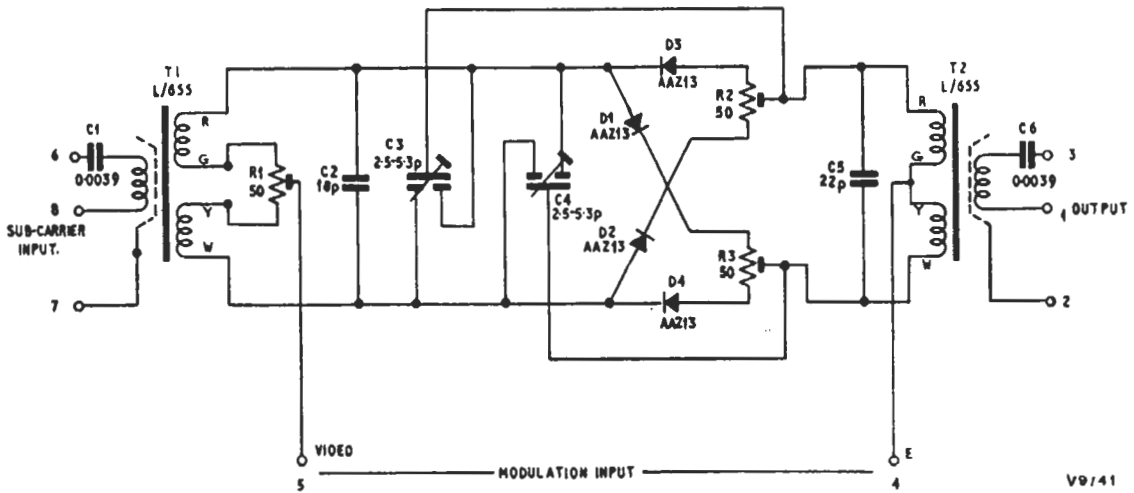 T1
L/655
C1
0·0039
6
8
SUB-CARRIER
INPUT.
7
R
G
Y
W
R1
50
C2
18p
C3
2·5-5·3p
C4
2·5-5·3p
D3
AAZ13
D1
AAZ13
D2
AAZ13
D4
AAZ13
R2
50
R3
50
C5
22p
T2
L/655
R
G
Y
W
C6
0·0039
3
1 OUTPUT
2
VIOEO
5
MODULATION INPUT
E
4
V9/41